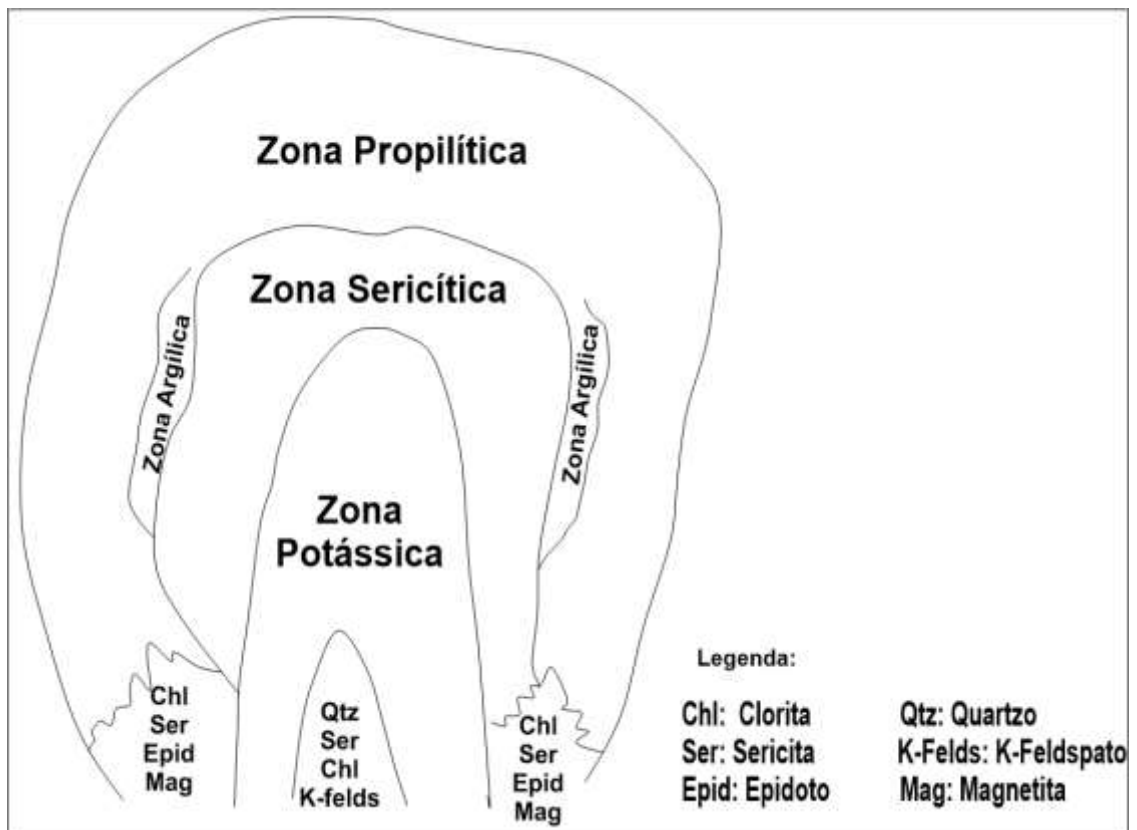 Zona Propilítica
Zona Sericítica
Zona Argílica
Zona Argílica
Zona
Potássica
Chl
Ser
Epid
Mag
Qtz
Ser
Chl
K-felds
Chl
Ser
Epid
Mag
Legenda:
Chl: Clorita
Qtz: Quartzo
Ser: Sericita
K-Felds: K-Feldspato
Epid: Epidoto
Mag: Magnetita